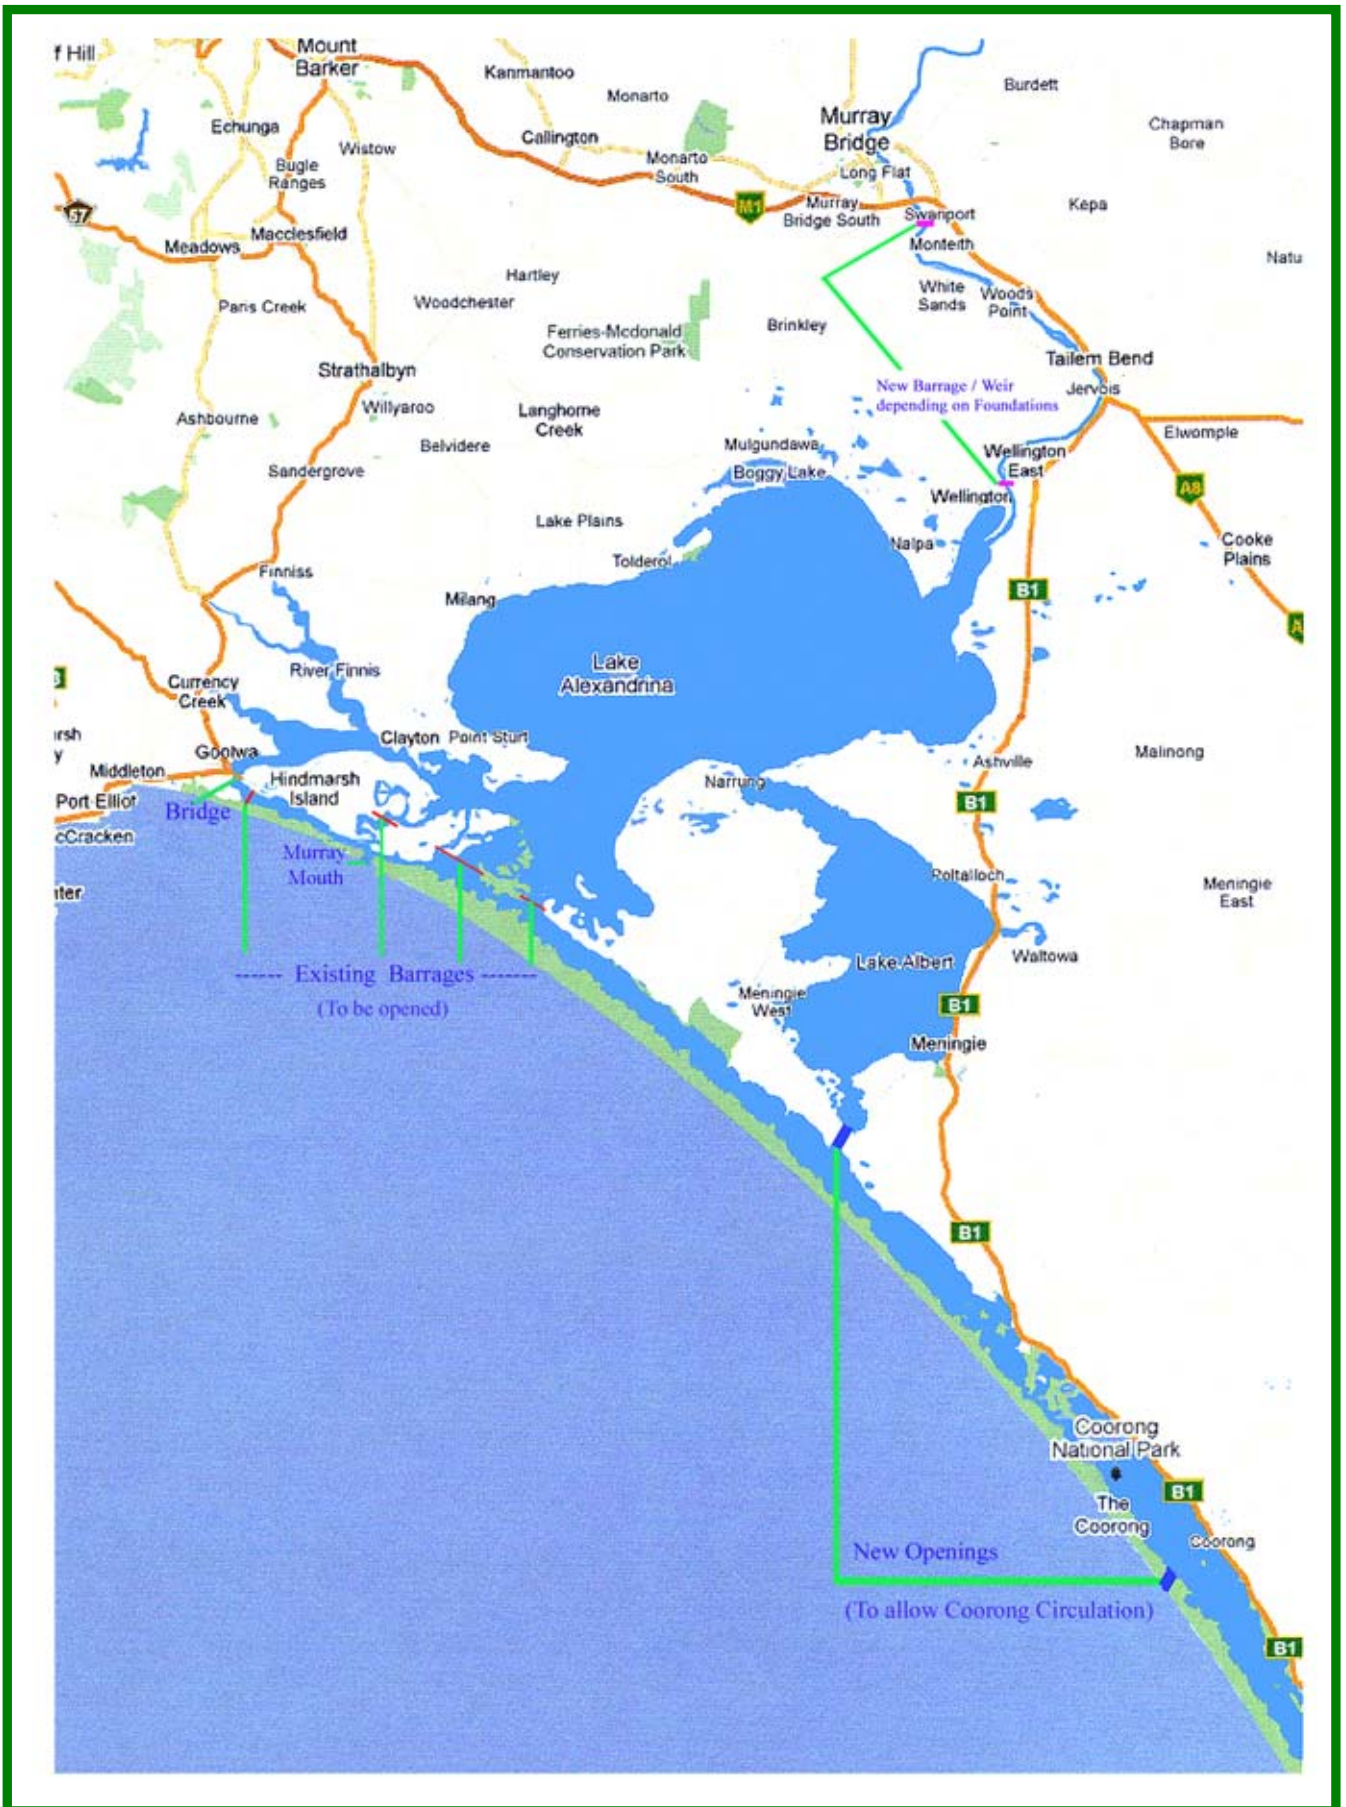 f Hill
Mount
Barker
Kanmantoo
Monarto
Burdett
Murray
Bridge
Chapman
Bore
Echunga
Wistow
Callington
Bugle
Ranges
Monarto
South
Long Flat
57
M1
Murray
Bridge South
Swanport
Kepa
Macclesfield
Meadows
Monteith
Natu
Hartley
Paris Creek
Woodchester
White
Sands
Woods
Point
Ferries-Mcdonald
Conservation Park
Brinkley
Tailem Bend
Strathalbyn
Jervois
New Barrage / Weir
depending on Foundations
Willyaroo
Langhorne
Creek
Ashbourne
Belvidere
Mulgundawa
Elwomple
Wellington
East
Sandergrove
Boggy Lake
A8
Wellington
Lake Plains
Nalpa
Cooke
Plains
Tolderol
Finniss
B1
Milang
A
River Finnis
Lake
Alexandrina
Currency
Creek
rsh
y
Clayton
Point Sturt
Goolwa
Malinong
Ashville
Middleton
Hindmarsh
Island
Narrung
Port Elliot
B1
Bridge
cCracken
Murray
Mouth
Poltalloch
Meningie
East
Waltowa
Lake Albert
------ Existing Barrages -------
(To be opened)
Meningie
West
B1
Meningie
B1
Coorong
National Park
B1
The
Coorong
Coorong
New Openings
(To allow Coorong Circulation)
B1